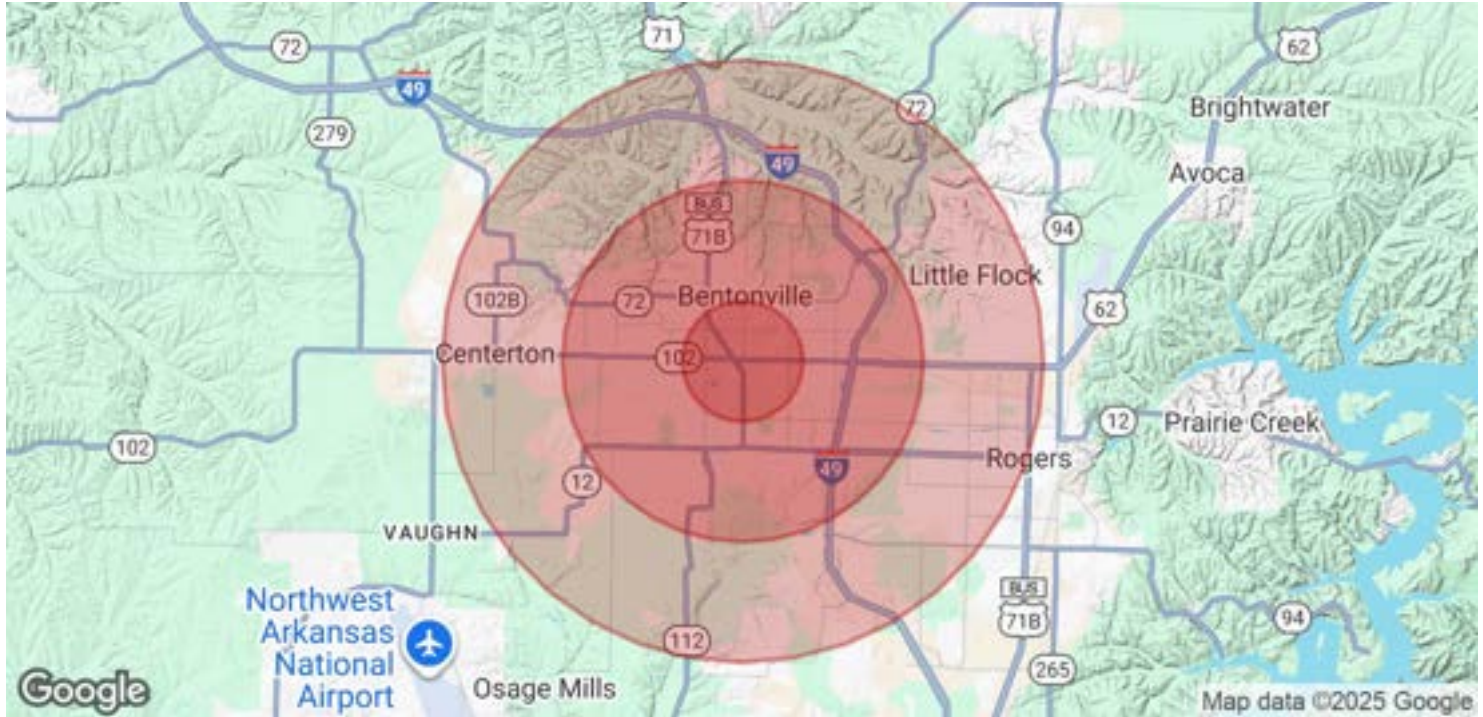 71
62
72
49
72
Brightwater
279
49
Avoca
BUS
71B
94
Little Flock
102B
72
Bentonville
62
Centerton
102
12
Prairie Creek
102
Rogers
49
12
VAUGHN
Northwest
Arkansas
National
Airport
BUS
71B
94
112
265
Osage Mills
Google
Map data ©2025 Google